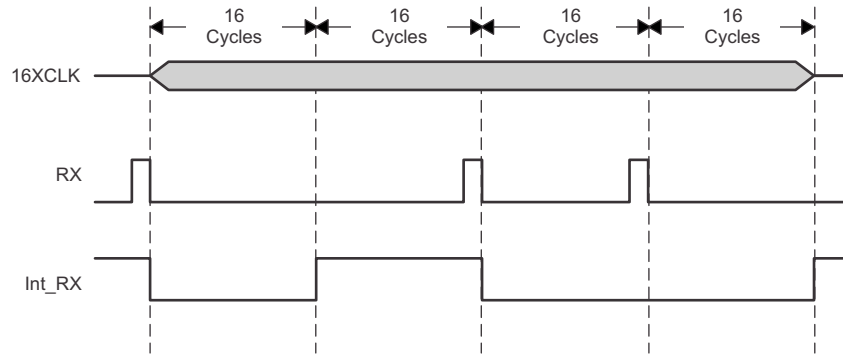 16 16 16 16
Cycles Cycles Cycles Cycles
16XCLK
RX
Int_RX